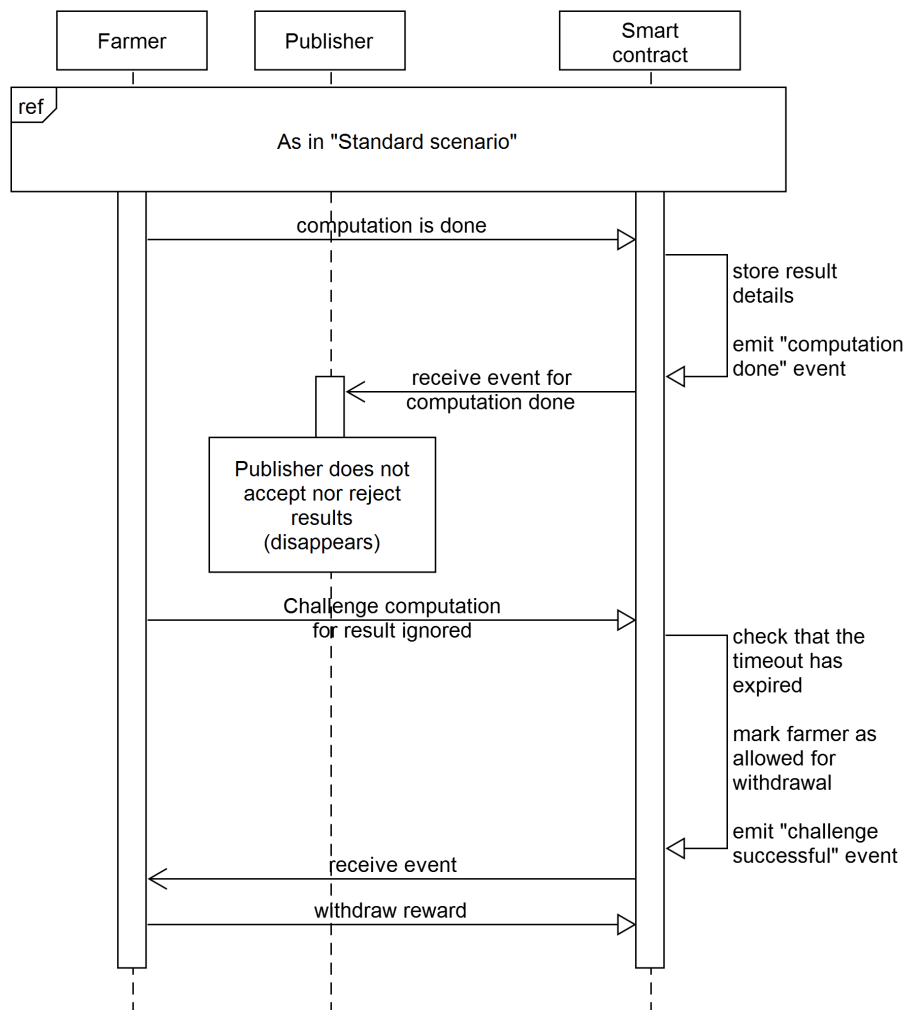 Farmer
Publisher
Smart
contract
ref
As in "Standard scenario"
computation is done
store result
details
emit "computation
done" event
receive event for
computation done
Publisher does not
accept nor reject
results
(disappears)
Challenge computation
for result ignored
check that the
timeout has
expired
mark farmer as
allowed for
withdrawal
emit "challenge
successful" event
receive event
withdraw reward